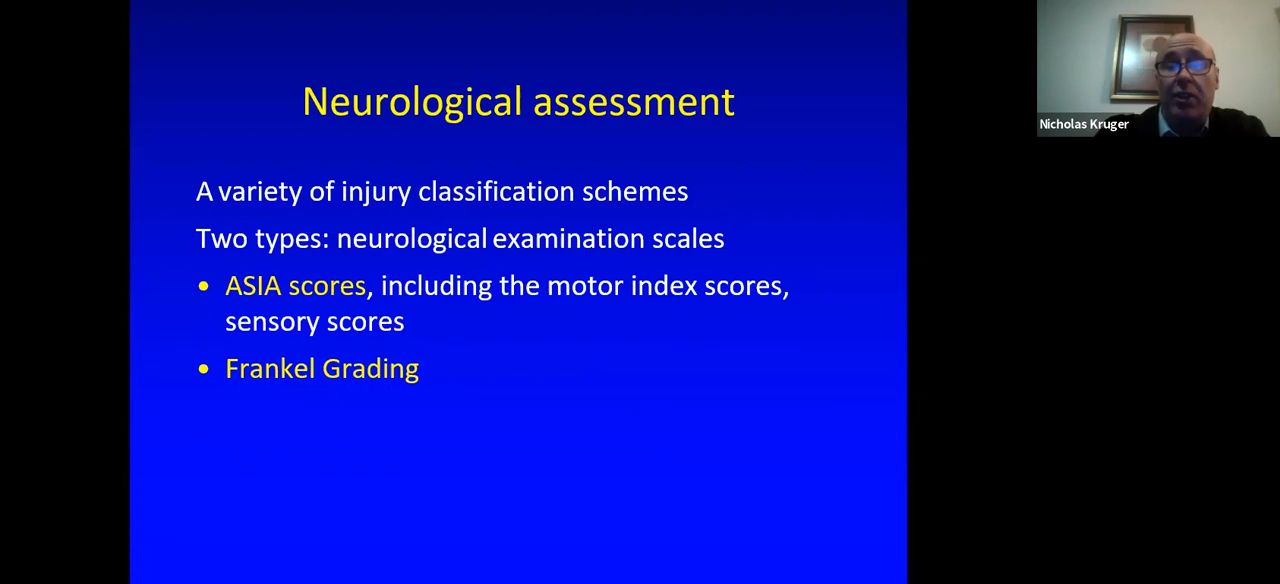 Neurological assessment
A variety of injury classification schemes
Two types: neurological examination scales
• ASIA scores, including the motor index scores,
sensory scores
• Frankel Grading
Nicholas Kruger